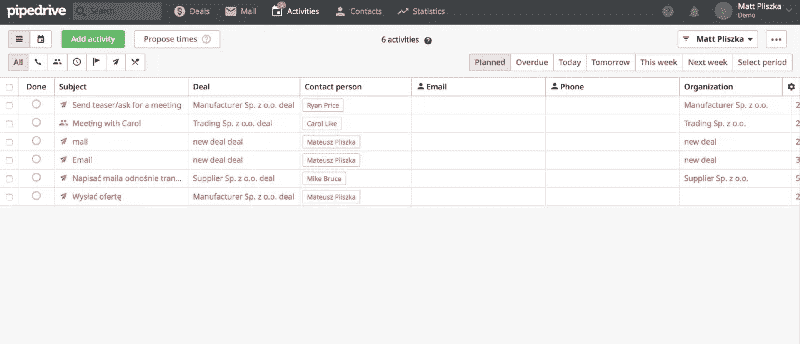 pipedrive Search Deals Mail Activities Contacts Statistics Matt Pliszka
Demo
Add activity Propose times 6 activities Matt Pliszka
All Planned Overdue Today Tomorrow This week Next week Select period
Done Subject Deal Contact person Email Phone Organization
Send teaser/ask for a meeting Manufacturer Sp. z o.o. deal Ryan Price Manufacturer Sp. z o.o. 2
Meeting with Carol Trading Sp. z o.o. deal Carol Like Trading Sp. z o.o. 2
mail new deal deal Mateusz Pliszka new deal 2
Email new deal deal Mateusz Pliszka new deal 3
Napisać maila odnośnie tran... Supplier Sp. z o.o. deal Mike Bruce Supplier Sp. z o.o. 5
Wysłać ofertę Manufacturer Sp. z o.o. deal Mateusz Pliszka 2